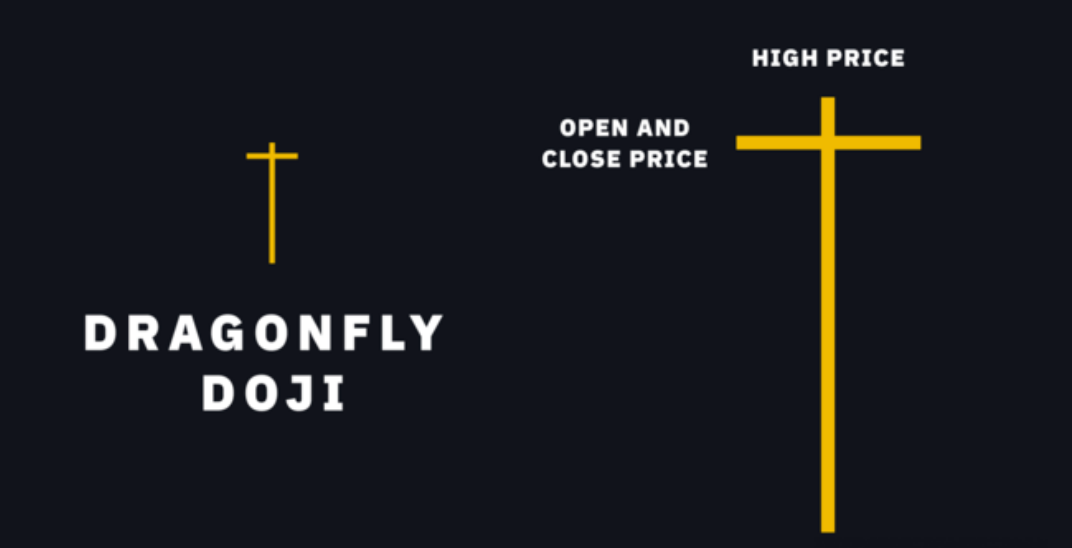 HIGH PRICE
OPEN AND
CLOSE PRICE
DRAGONFLY
DOJI